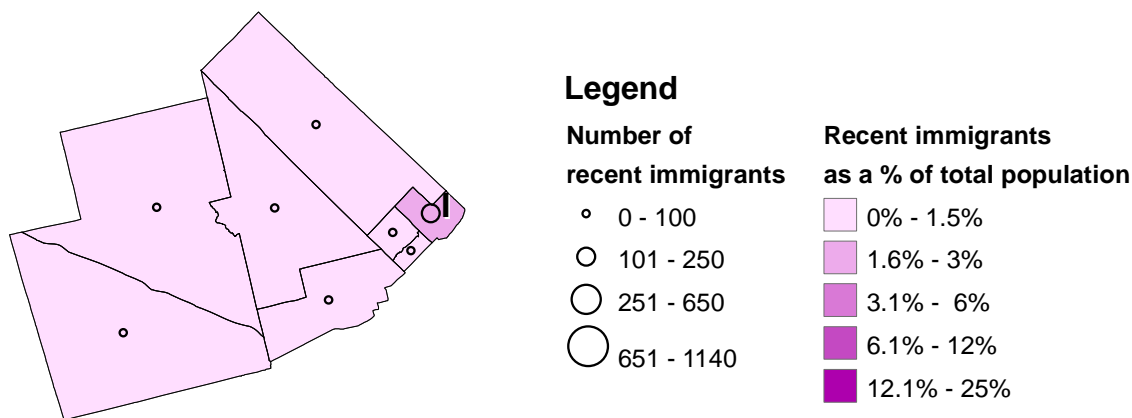 Legend
Number of
recent immigrants
0 - 100
101 - 250
251 - 650
651 - 1140
Recent immigrants
as a % of total population
0% - 1.5%
1.6% - 3%
3.1% - 6%
6.1% - 12%
12.1% - 25%